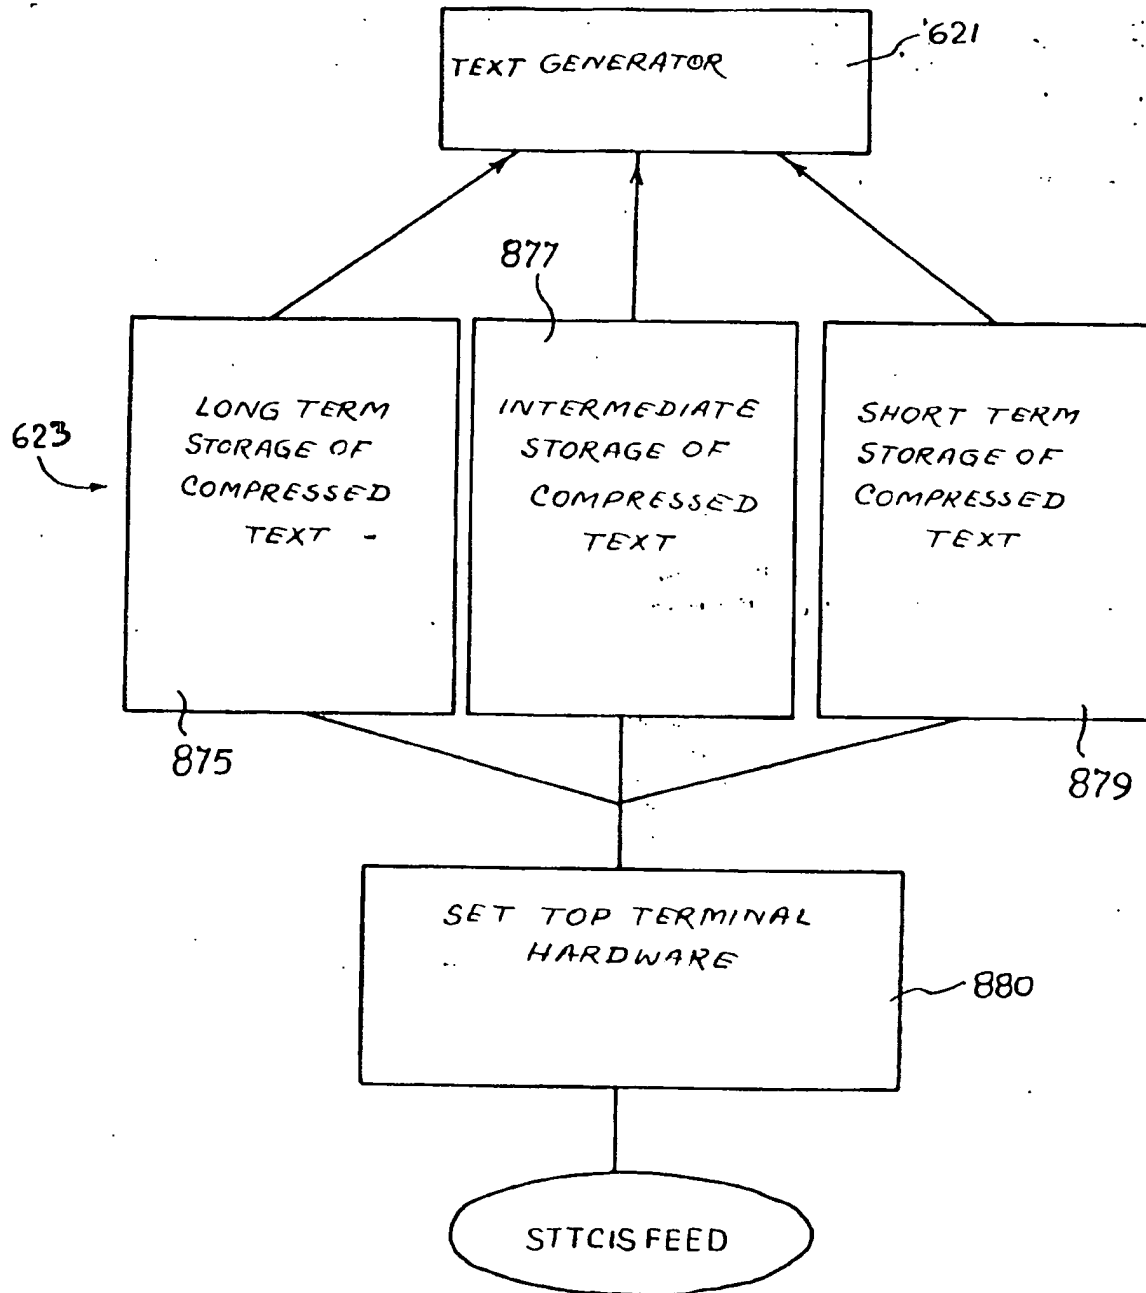 TEXT GENERATOR
621
877
623
LONG TERM
STORAGE OF
COMPRESSED
TEXT
INTERMEDIATE
STORAGE OF
COMPRESSED
TEXT
SHORT TERM
STORAGE OF
COMPRESSED
TEXT
875
879
SET TOP TERMINAL
HARDWARE
880
STTCIS FEED